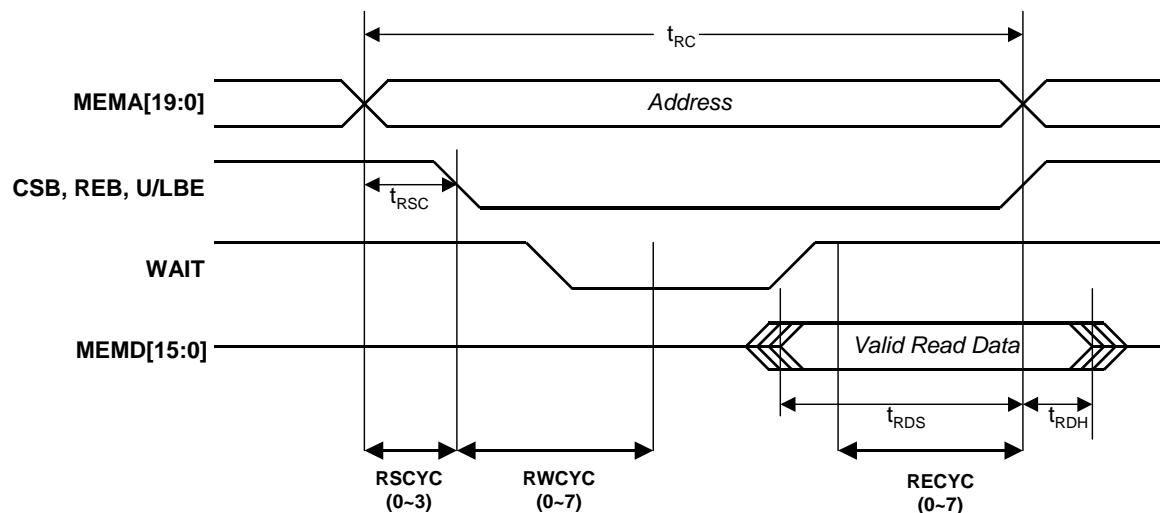 tRC
MEMA[19:0]
Address
CSB, REB, U/LBE
tRSC
WAIT
MEMD[15:0]
Valid Read Data
tRDS
tRDH
RSCYC
(0~3)
RWCYC
(0~7)
RECYC
(0~7)